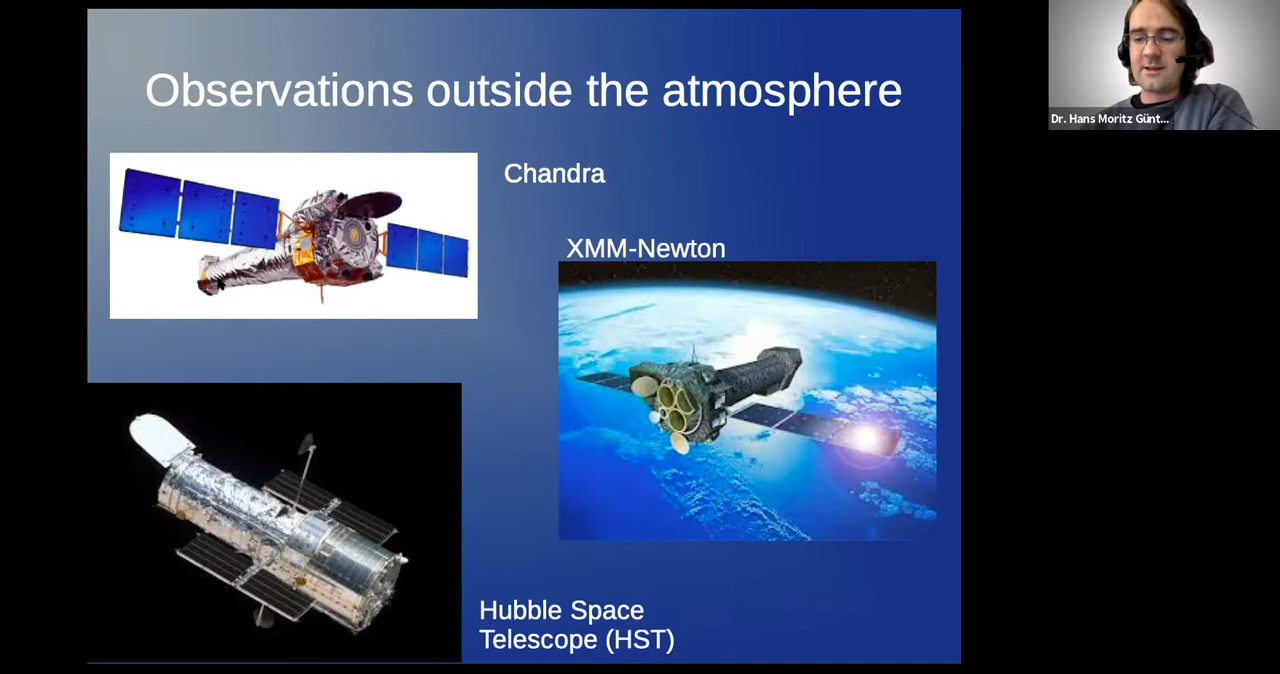 Observations outside the atmosphere
Dr. Hans Moritz Günt...
Chandra
XMM-Newton
Hubble Space
Telescope (HST)